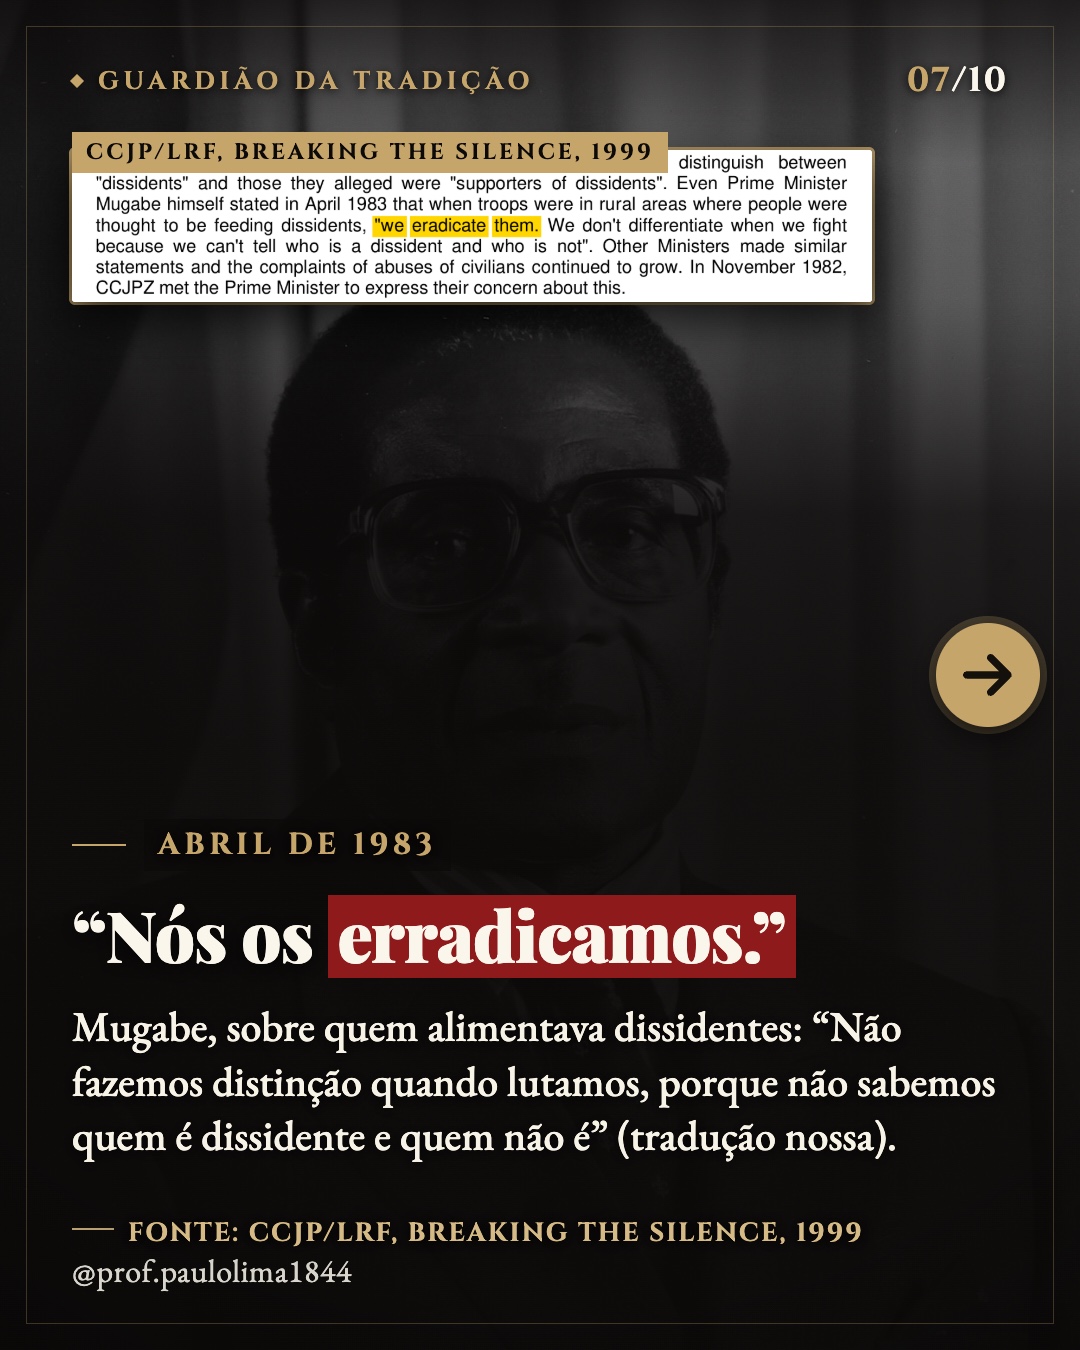 ◆ GUARDIÃO DA TRADIÇÃO
07/10
CCJP/LRF, BREAKING THE SILENCE, 1999
distinguish between
"dissidents" and those they alleged were "supporters of dissidents". Even Prime Minister
Mugabe himself stated in April 1983 that when troops were in rural areas where people were
thought to be feeding dissidents, "we eradicate them. We don't differentiate when we fight
because we can't tell who is a dissident and who is not". Other Ministers made similar
statements and the complaints of abuses of civilians continued to grow. In November 1982,
CCJPZ met the Prime Minister to express their concern about this.
ABRIL DE 1983
“Nós os erradicamos.”
Mugabe, sobre quem alimentava dissidentes: “Não
fazemos distinção quando lutamos, porque não sabemos
quem é dissidente e quem não é” (tradução nossa).
FONTE: CCJP/LRF, BREAKING THE SILENCE, 1999
@prof.paulolima1844